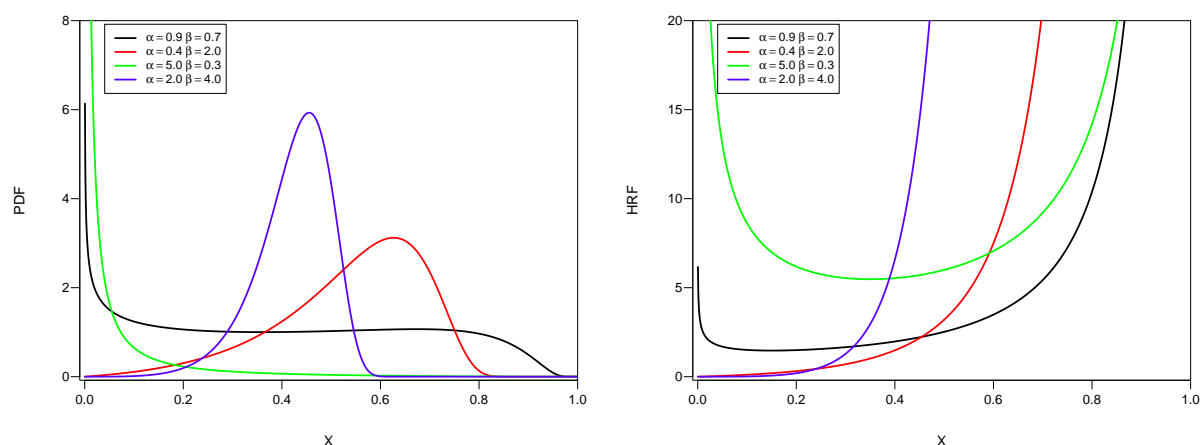 PDF
8
6
4
2
0
α = 0.9 β = 0.7
α = 0.4 β = 2.0
α = 5.0 β = 0.3
α = 2.0 β = 4.0
0.0 0.2 0.4 0.6 0.8 1.0
X
HRF
20
15
10
5
0
α = 0.9 β = 0.7
α = 0.4 β = 2.0
α = 5.0 β = 0.3
α = 2.0 β = 4.0
0.0 0.2 0.4 0.6 0.8 1.0
X